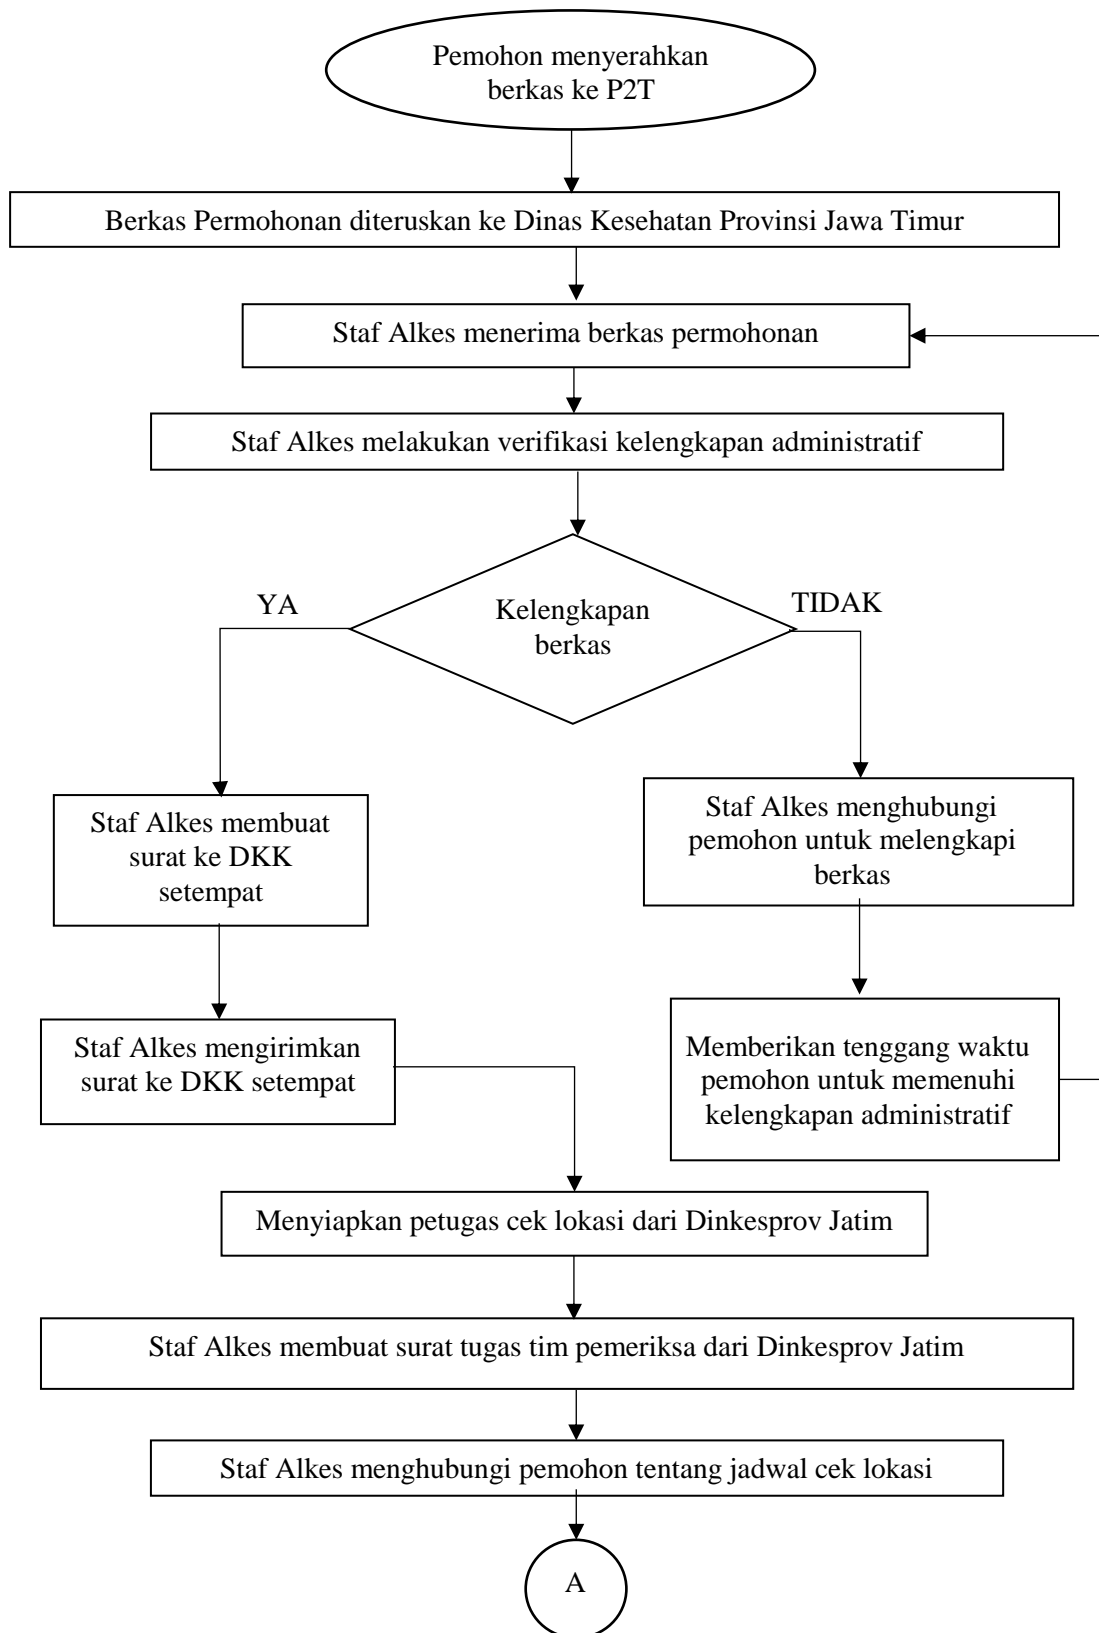 Pemohon menyerahkan
berkas ke P2T
Berkas Permohonan diteruskan ke Dinas Kesehatan Provinsi Jawa Timur
Staf Alkes menerima berkas permohonan
Staf Alkes melakukan verifikasi kelengkapan administratif
YA
TIDAK
Kelengkapan
berkas
Staf Alkes membuat
surat ke DKK
setempat
Staf Alkes menghubungi
pemohon untuk melengkapi
berkas
Staf Alkes mengirimkan
surat ke DKK setempat
Memberikan tenggang waktu
pemohon untuk memenuhi
kelengkapan administratif
Menyiapkan petugas cek lokasi dari Dinkesprov Jatim
Staf Alkes membuat surat tugas tim pemeriksa dari Dinkesprov Jatim
Staf Alkes menghubungi pemohon tentang jadwal cek lokasi
A